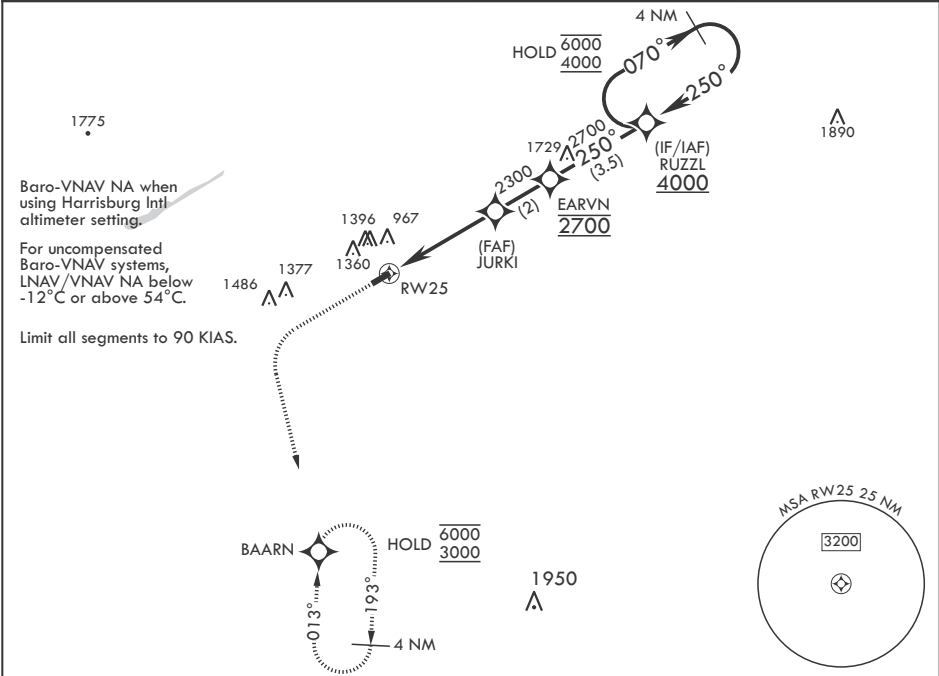 4 NM
HOLD 6000
4000
070°
250°
1775
1890
1729
2700
250°
(3.5)
(IF/IAF)
RUZZL
4000
Baro-VNAV NA when
using Harrisburg Intl
altimeter setting.
2300
(2)
EARVN
2700
For uncompensated
Baro-VNAV systems,
LNAV/VNAV NA below
-12°C or above 54°C.
1396
967
1360
(FAF)
JURKI
1486
1377
RW25
Limit all segments to 90 KIAS.
MSA RW25 25 NM
3200
BAARN
HOLD 6000
3000
013°
193°
4 NM
1950